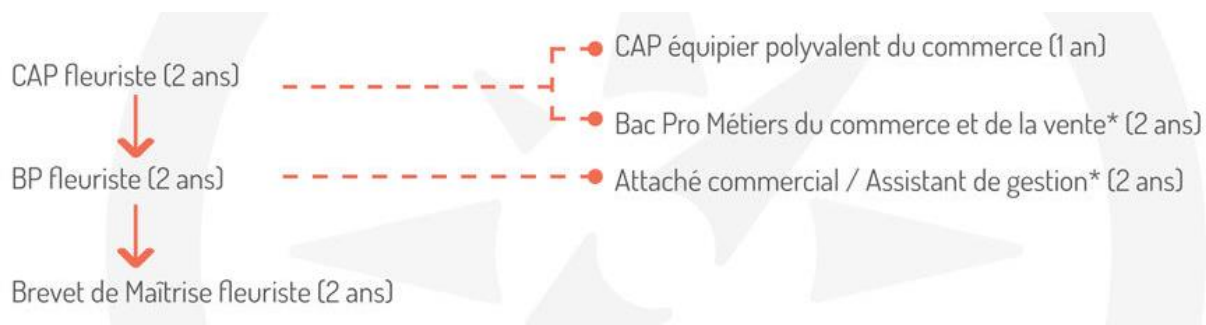 CAP fleuriste (2 ans)
CAP équipier polyvalent du commerce (1 an)
Bac Pro Métiers du commerce et de la vente* (2 ans)
BP fleuriste (2 ans)
Attaché commercial / Assistant de gestion* (2 ans)
Brevet de Maîtrise fleuriste (2 ans)